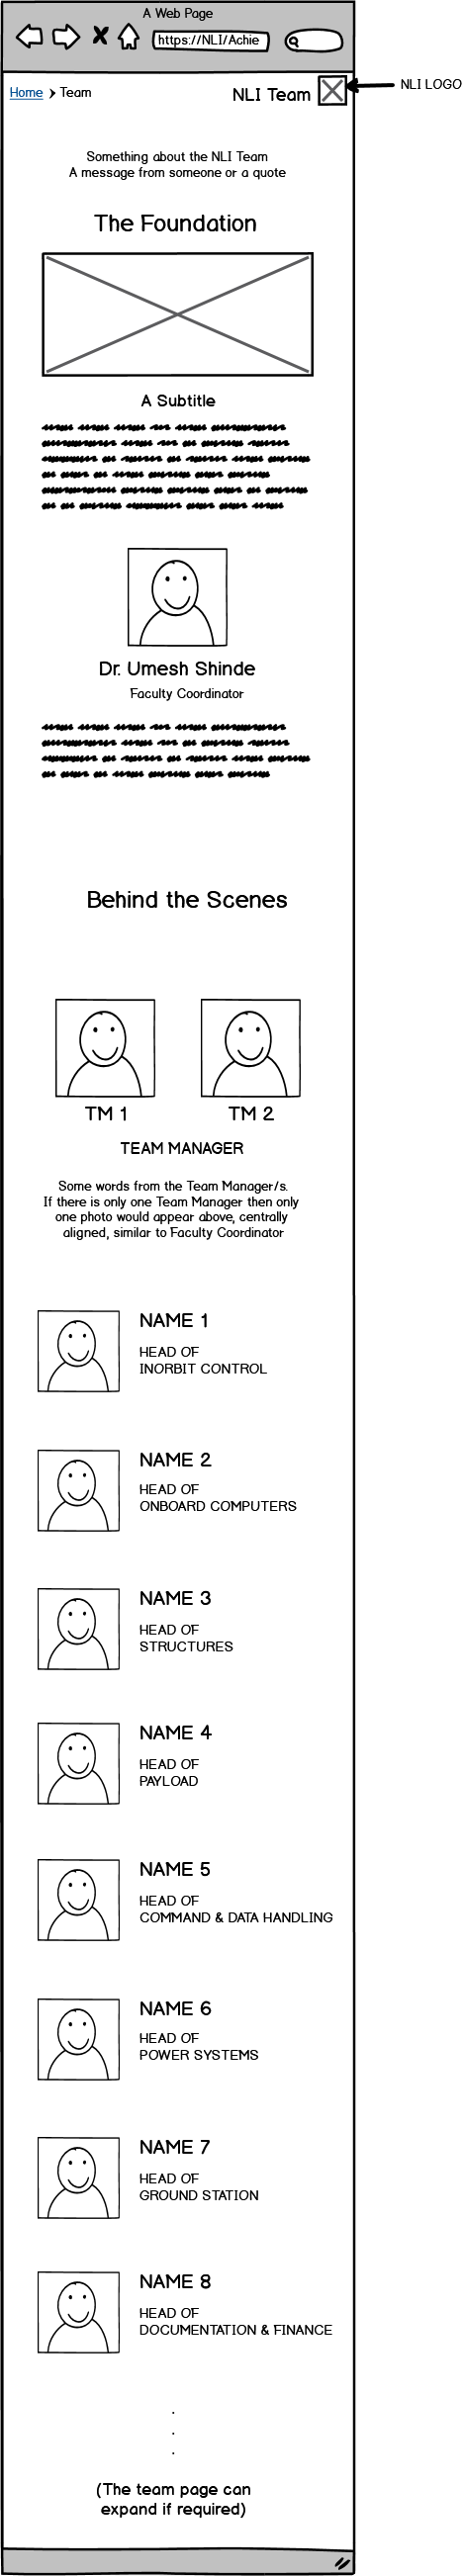 A Web Page
https://NLI/Achie
Home
Team
NLI Team
NLI LOGO
Something about the NLI Team
A message from someone or a quote
The Foundation
A Subtitle
Dr. Umesh Shinde
Faculty Coordinator
Behind the Scenes
TM 1
TM 2
TEAM MANAGER
Some words from the Team Manager/s.
If there is only one Team Manager then only
one photo would appear above, centrally
aligned, similar to Faculty Coordinator
NAME 1
HEAD OF
INORBIT CONTROL
NAME 2
HEAD OF
ONBOARD COMPUTERS
NAME 3
HEAD OF
STRUCTURES
NAME 4
HEAD OF
PAYLOAD
NAME 5
HEAD OF
COMMAND & DATA HANDLING
NAME 6
HEAD OF
POWER SYSTEMS
NAME 7
HEAD OF
GROUND STATION
NAME 8
HEAD OF
DOCUMENTATION & FINANCE
.
.
.
(The team page can
expand if required)